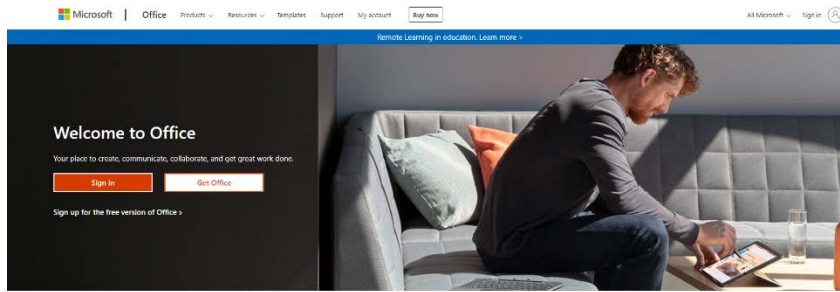 Microsoft | Office Products Resources Templates Support My account Buy now All Microsoft Sign in
Remote Learning in education. Learn more >
Welcome to Office
Your place to create, communicate, collaborate, and get great work done.
Sign in Get Office
Sign up for the free version of Office >